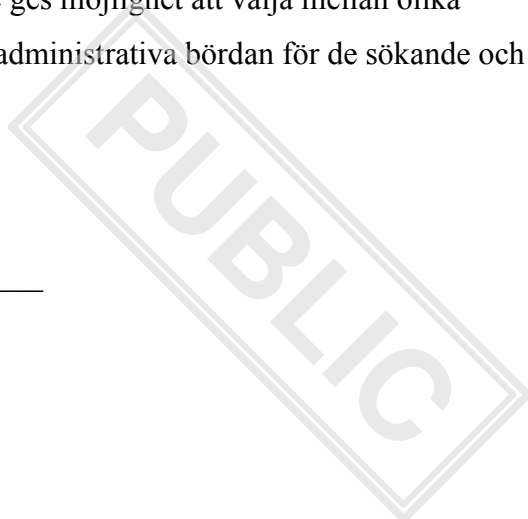 ges möjlighet att välja mellan olika
administrativa bördan för de sökande och
PUBLIC